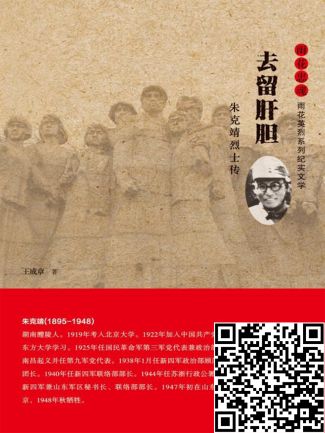 雨花忠魂
雨花英烈系列纪实文学
去留肝胆
朱克靖烈士传
王成章 著
朱克靖(1895-1948)
湖南醴陵人。1919年考入北京大学。1922年加入中国共产
东方大学学习。1925年任国民革命军第三军党代表兼政治
南昌起义并任第九军党代表。1938年1月任新四军政治部顾
团长。1940年任新四军联络部部长。1944年任苏浙行政公
新四军兼山东军区秘书长、联络部部长。1947年初在山东
京。1948年秋牺牲。